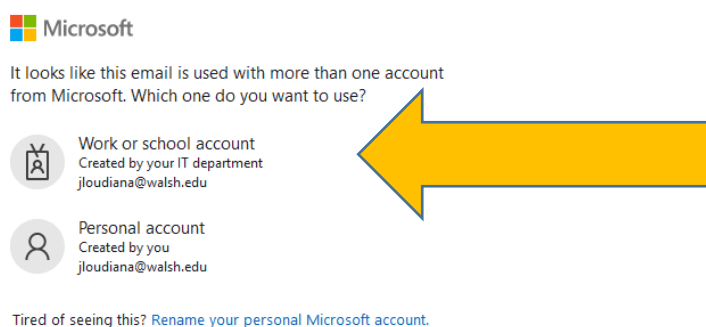 Microsoft
It looks like this email is used with more than one account
from Microsoft. Which one do you want to use?
Work or school account
Created by your IT department
jloudiana@walsh.edu
Personal account
Created by you
jloudiana@walsh.edu
Tired of seeing this? Rename your personal Microsoft account.